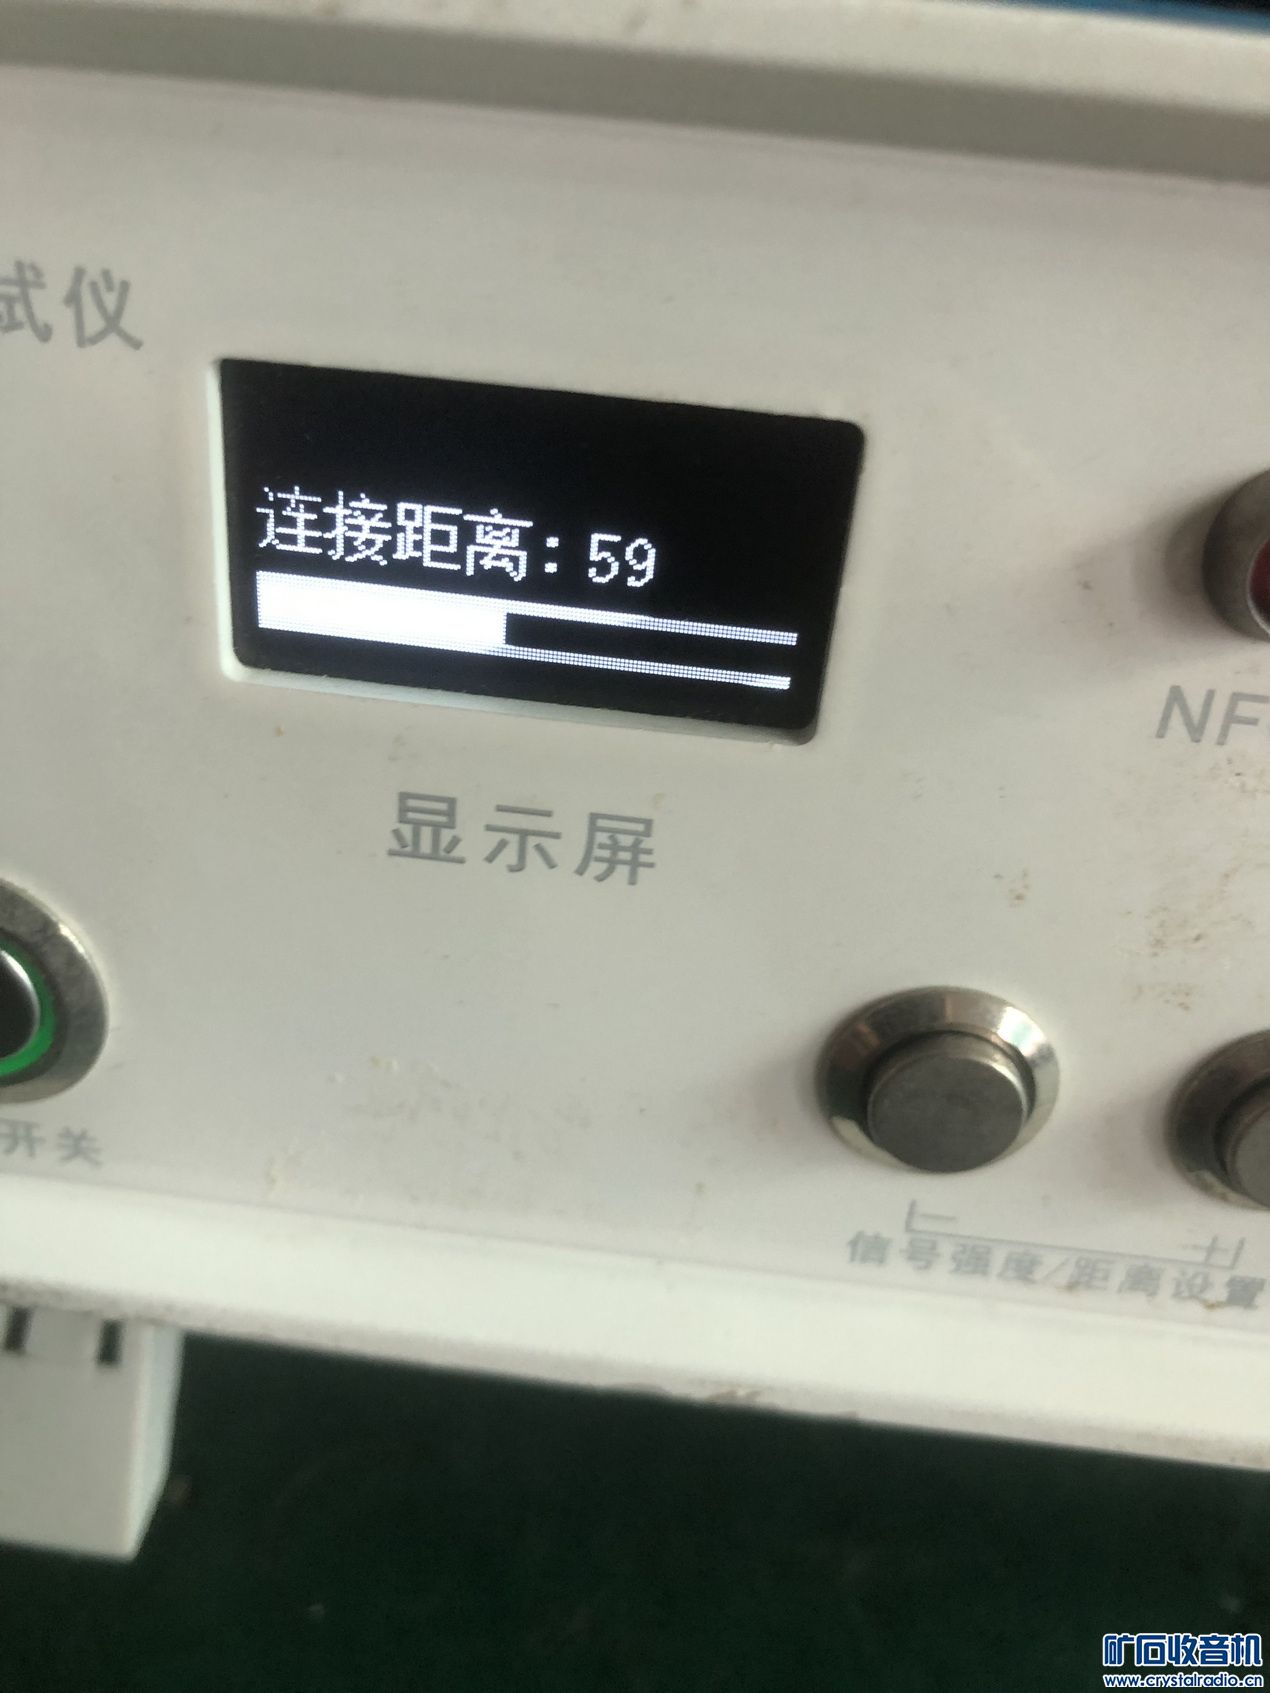 试仪
连接距离: 59
NF
显示屏
开关
信号强度/距离设置
矿石收音机
www.crystalradio.cn